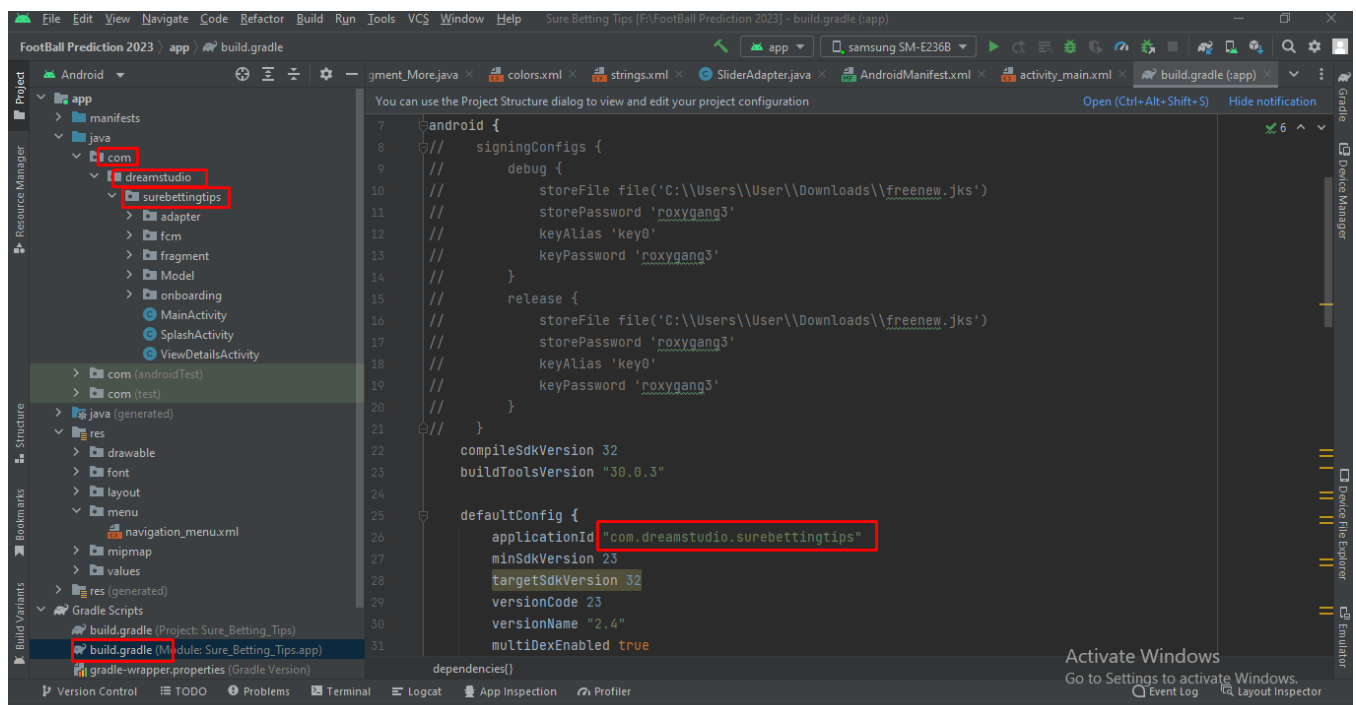 File Edit View Navigate Code Refactor Build Run Tools VCS Window Help Sure Betting Tips [F:\FootBall Prediction 2023] - build.gradle (:app)
FootBall Prediction 2023 app build.gradle
app samsung SM-E236B
Android
gment_More.java colors.xml strings.xml SliderAdapter.java AndroidManifest.xml activity_main.xml build.gradle (:app)
You can use the Project Structure dialog to view and edit your project configuration Open (Ctrl+Alt+Shift+S) Hide notification
Project
Resource Manager
Structure
Bookmarks
Build Variants
app
manifests
java
com
dreamstudio
surebettingtips
adapter
fcm
fragment
Model
onboarding
MainActivity
SplashActivity
ViewDetailsActivity
com (androidTest)
com (test)
java (generated)
res
drawable
font
layout
menu
navigation_menu.xml
mipmap
values
res (generated)
Gradle Scripts
build.gradle (Project: Sure_Betting_Tips)
build.gradle (Module: Sure_Betting_Tips.app)
gradle-wrapper.properties (Gradle Version)
7 android {
8 // signingConfigs {
9 // debug {
10 // storeFile file('C:\\Users\\User\\Downloads\\freenew.jks')
11 // storePassword 'roxygang3'
12 // keyAlias 'key0'
13 // keyPassword 'roxygang3'
14 // }
15 // release {
16 // storeFile file('C:\\Users\\User\\Downloads\\freenew.jks')
17 // storePassword 'roxygang3'
18 // keyAlias 'key0'
19 // keyPassword 'roxygang3'
20 // }
21 // }
22 compileSdkVersion 32
23 buildToolsVersion "30.0.3"
24
25 defaultConfig {
26 applicationId "com.dreamstudio.surebettingtips"
27 minSdkVersion 23
28 targetSdkVersion 32
29 versionCode 23
30 versionName "2.4"
31 multiDexEnabled true
dependencies{}
6
Gradle
Device Manager
Device File Explorer
Emulator
Activate Windows
Go to Settings to activate Windows.
Version Control TODO Problems Terminal Logcat App Inspection Profiler Event Log Layout Inspector